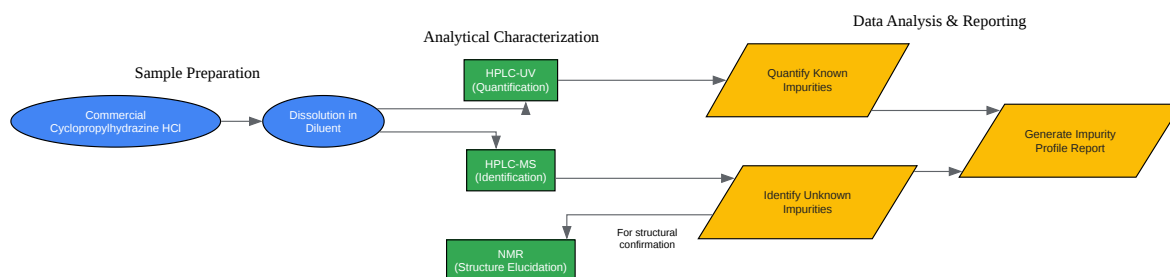 Sample Preparation
Commercial
Cyclopropylhydrazine HCl
Dissolution in
Diluent
Analytical Characterization
HPLC-UV
(Quantification)
HPLC-MS
(Identification)
NMR
(Structure Elucidation)
For structural
confirmation
Data Analysis & Reporting
Quantify Known
Impurities
Identify Unknown
Impurities
Generate Impurity
Profile Report